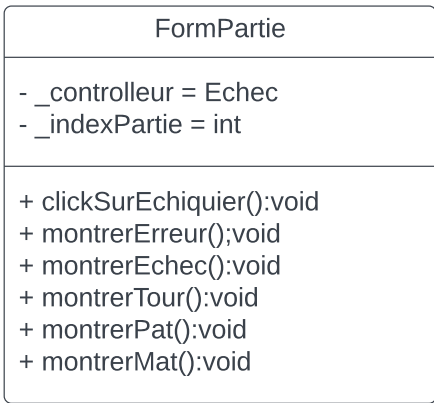 FormPartie
- _controlleur = Echec
- _indexPartie = int
+ clickSurEchiquier():void
+ montrerErreur();void
+ montrerEchec():void
+ montrerTour():void
+ montrerPat():void
+ montrerMat():void